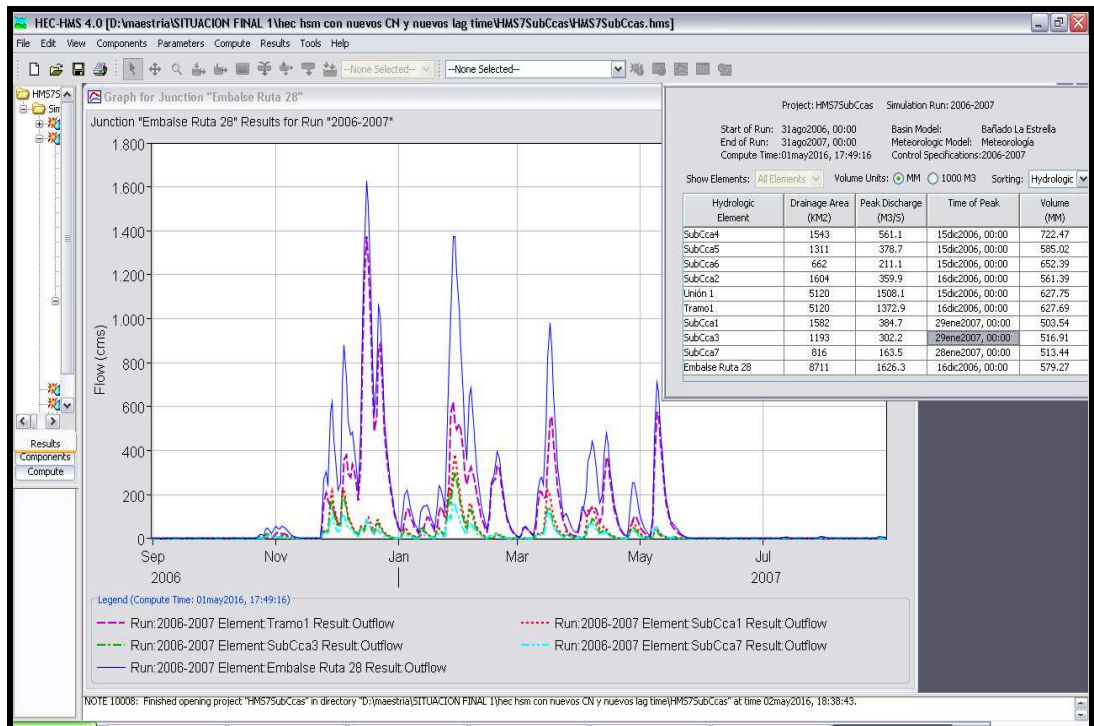 HEC-HMS 4.0 [D:\maestria\SITUACION FINAL 1\hec hsm con nuevos CN y nuevos lag time\HMS7SubCcas\HMS7SubCcas.hms]
File Edit View Components Parameters Compute Results Tools Help
--None Selected-- --None Selected--
HMS7S
Sim
Results
Components
Compute
Graph for Junction "Embalse Ruta 28"
Junction "Embalse Ruta 28" Results for Run "2006-2007"
1.800
1.600
1.400
1.200
1.000
800
600
400
200
0
Flow (cms)
Sep Nov Jan Mar May Jul
2006 2007
Legend (Compute Time: 01may2016, 17:49:16)
Run:2006-2007 Element:Tramo1 Result:Outflow Run:2006-2007 Element:SubCca1 Result:Outflow
Run:2006-2007 Element:SubCca3 Result:Outflow Run:2006-2007 Element:SubCca7 Result:Outflow
Run:2006-2007 Element:Embalse Ruta 28 Result:Outflow
Project: HMS7SubCcas Simulation Run: 2006-2007
Start of Run: 31ago2006, 00:00 Basin Model: Bañado La Estrella
End of Run: 31ago2007, 00:00 Meteorologic Model: Meteorología
Compute Time:01may2016, 17:49:16 Control Specifications:2006-2007
Show Elements: All Elements Volume Units: MM 1000 M3 Sorting: Hydrologic
Hydrologic Element Drainage Area (KM2) Peak Discharge (M3/S) Time of Peak Volume (MM)
SubCca4 1543 561.1 15dic2006, 00:00 722.47
SubCca5 1311 378.7 15dic2006, 00:00 585.02
SubCca6 662 211.1 15dic2006, 00:00 652.39
SubCca2 1604 359.9 16dic2006, 00:00 561.39
Unión 1 5120 1508.1 15dic2006, 00:00 627.75
Tramo1 5120 1372.9 16dic2006, 00:00 627.69
SubCca1 1582 384.7 29ene2007, 00:00 503.54
SubCca3 1193 302.2 29ene2007, 00:00 516.91
SubCca7 816 163.5 28ene2007, 00:00 513.44
Embalse Ruta 28 8711 1626.3 16dic2006, 00:00 579.27
NOTE 10008: Finished opening project "HMS7SubCcas" in directory "D:\maestria\SITUACION FINAL 1\hec hsm con nuevos CN y nuevos lag time\HMS7SubCcas" at time 02may2016, 18:38:43.